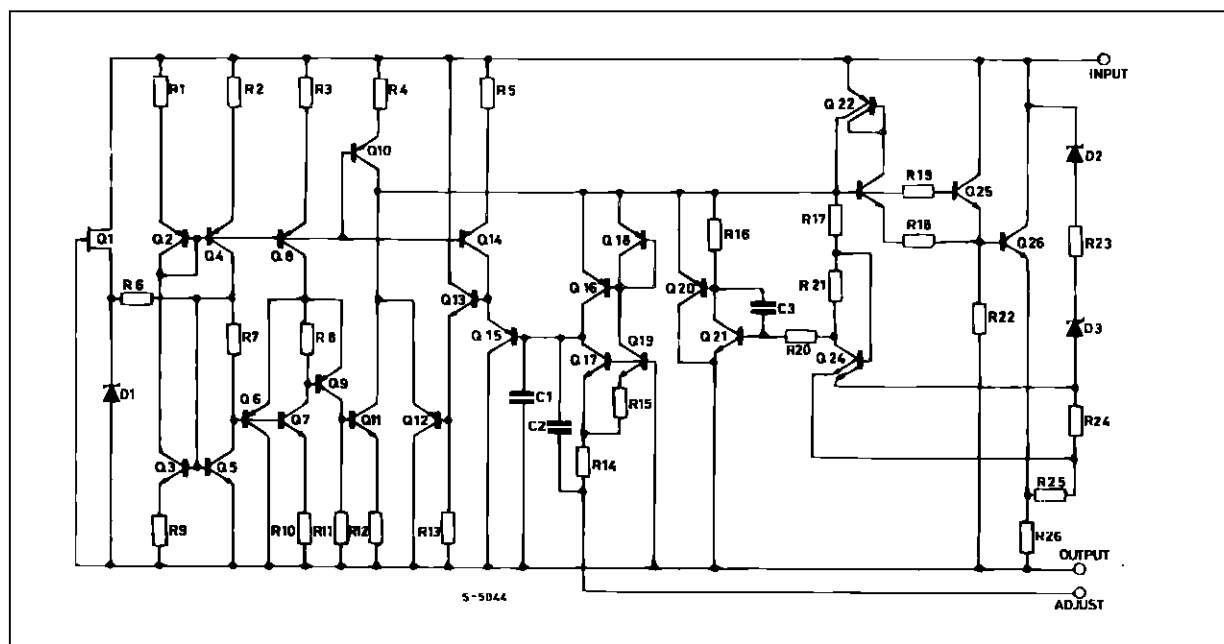 INPUT
R1 R2 R3 R4 R5
Q22
Q10
D2
R19 Q25
R17
Q1 Q2 Q4 Q8 Q14 Q18 R16 R18 Q26 R23
R6 Q13 Q16 Q20 R21
C3
R7 R8 Q15 Q19 Q21 R22 D3
Q17 R20 Q24
D1 Q9 R15
Q6 Q7 Q11 Q12 C1
C2 R24
Q3 Q5 R14
R25
R9 R10 R11 R12 R13
R26
OUTPUT
S-5844
ADJUST